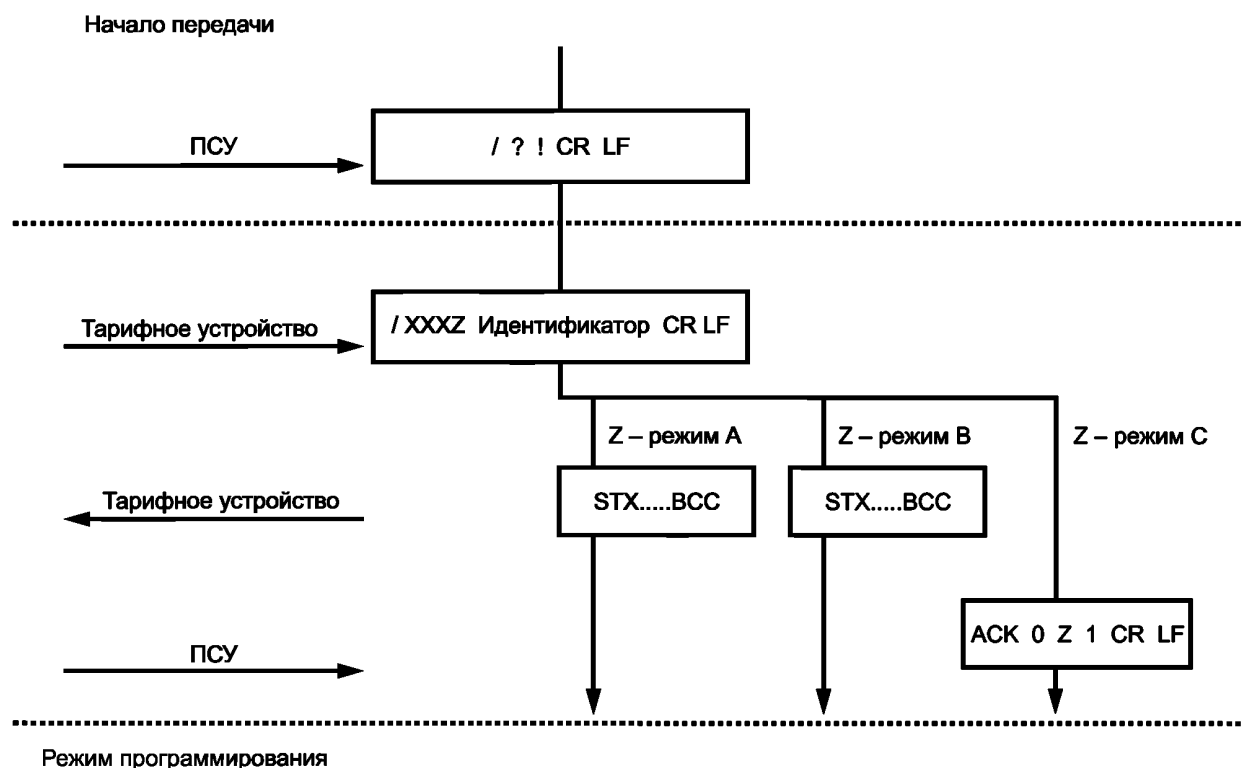 Начало передачи
ПСУ
/ ? ! CR LF
Тарифное устройство
/ XXXZ Идентификатор CR LF
Z – режим A
Z – режим B
Z – режим C
Тарифное устройство
STX.....BCC
STX.....BCC
ACK 0 Z 1 CR LF
ПСУ
Режим программирования